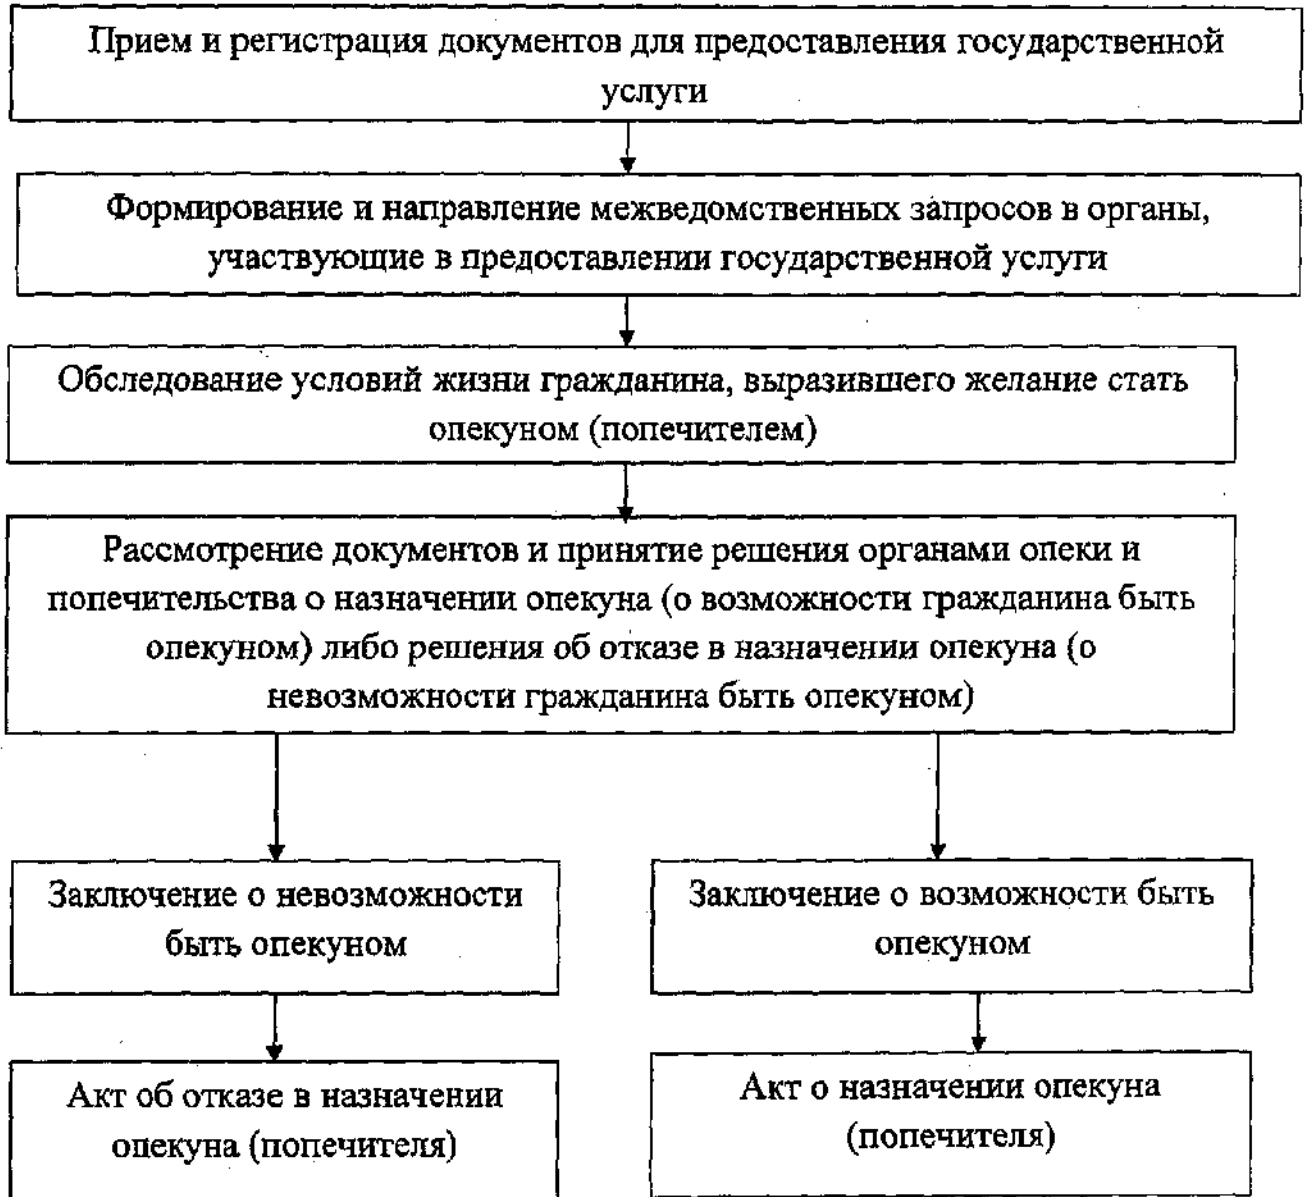 Прием и регистрация документов для предоставления государственной
услуги
Формирование и направление межведомственных запросов в органы,
участвующие в предоставлении государственной услуги
Обследование условий жизни гражданина, выразившего желание стать
опекуном (попечителем)
Рассмотрение документов и принятие решения органами опеки и
попечительства о назначении опекуна (о возможности гражданина быть
опекуном) либо решения об отказе в назначении опекуна (о
невозможности гражданина быть опекуном)
Заключение о невозможности
быть опекуном
Заключение о возможности быть
опекуном
Акт об отказе в назначении
опекуна (попечителя)
Акт о назначении опекуна
(попечителя)